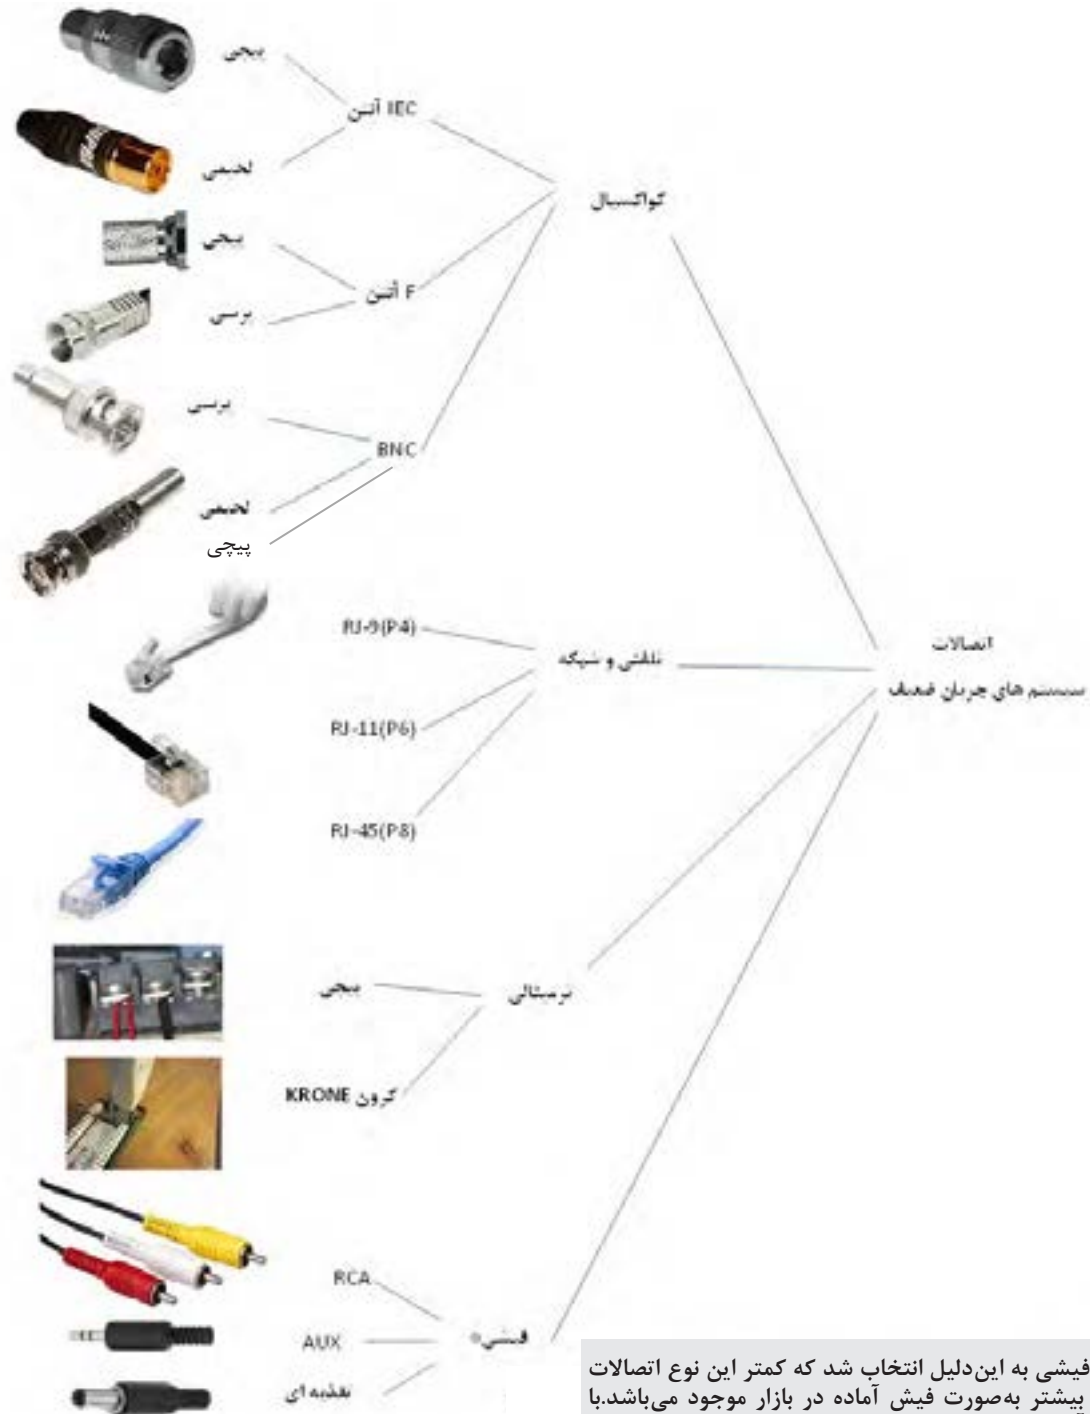 پیچی
IEC آنتن
لحیمی
کواکسیال
پیچی
F آنتن
پرسی
پرسی
BNC
لحیمی
پیچی
RJ-9(P4)
اتصالات
تلفنی و شبکه
سیستم های جریان ضعیف
RJ-11(P6)
RJ-45(P8)
پیچی
ترمینالی
کرون KRONE
RCA
فیشی*
AUX
تغذیه ای
فیشی به این‌دلیل انتخاب شد که کمتر این نوع اتصالات
بیشتر به‌صورت فیش آماده در بازار موجود می‌باشد.با